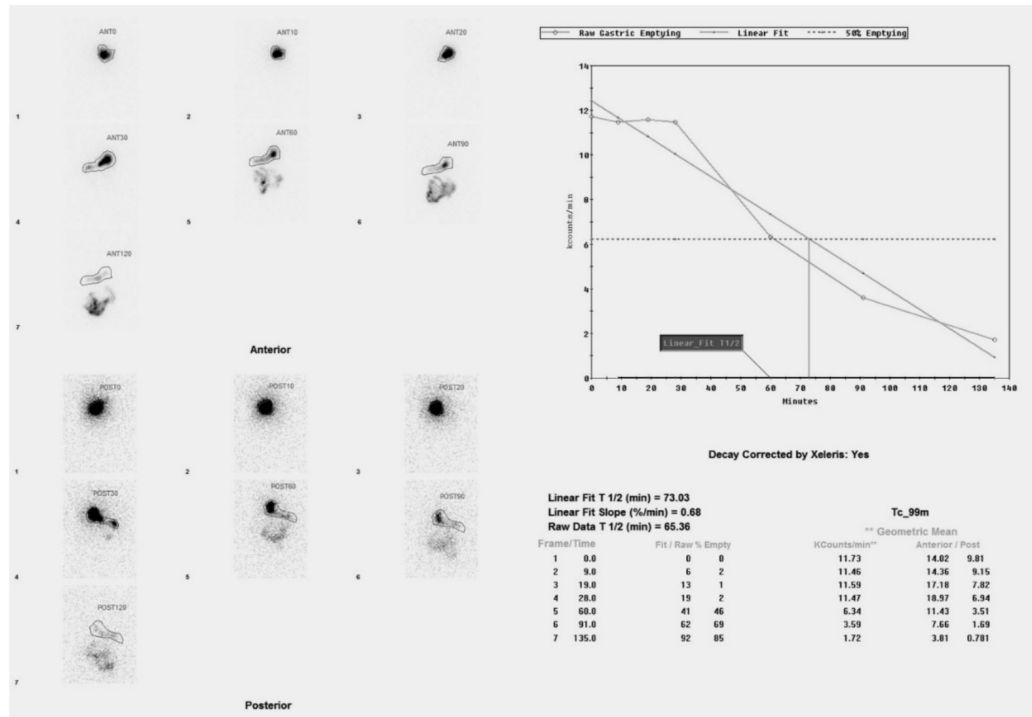 ANT0
ANT10
ANT20
1
2
3
ANT30
ANT60
ANT90
4
5
6
ANT120
7
Anterior
POST0
POST10
POST20
1
2
3
POST30
POST60
POST90
4
5
6
POST120
7
Posterior
Raw Gastric Emptying Linear Fit 50% Emptying
14
12
10
8
6
4
2
0
kcounts/min
Linear_Fit T1/2
0 10 20 30 40 50 60 70 80 90 100 110 120 130 140
Minutes
Decay Corrected by Xeleris: Yes
Linear Fit T 1/2 (min) = 73.03
Linear Fit Slope (%/min) = 0.68
Raw Data T 1/2 (min) = 65.36
Tc_99m
** Geometric Mean
Frame/Time Fit / Raw % Empty KCounts/min** Anterior / Post
1 0.0 0 0 11.73 14.02 9.81
2 9.0 6 2 11.46 14.36 9.15
3 19.0 13 1 11.59 17.18 7.82
4 28.0 19 2 11.47 18.97 6.94
5 60.0 41 46 6.34 11.43 3.51
6 91.0 62 69 3.59 7.66 1.69
7 135.0 92 85 1.72 3.81 0.781